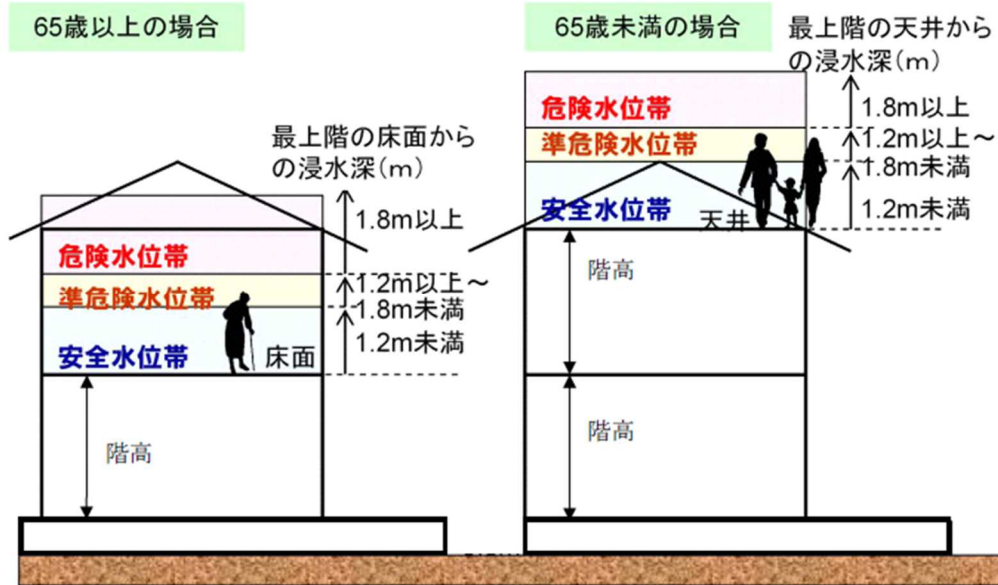 65歳以上の場合
最上階の床面から
の浸水深(m)
1.8m以上
危険水位帯
1.2m以上～
準危険水位帯
1.8m未満
1.2m未満
安全水位帯
床面
階高
65歳未満の場合
最上階の天井から
の浸水深(m)
危険水位帯
1.8m以上
準危険水位帯
1.2m以上～
1.8m未満
安全水位帯
天井
1.2m未満
階高
階高